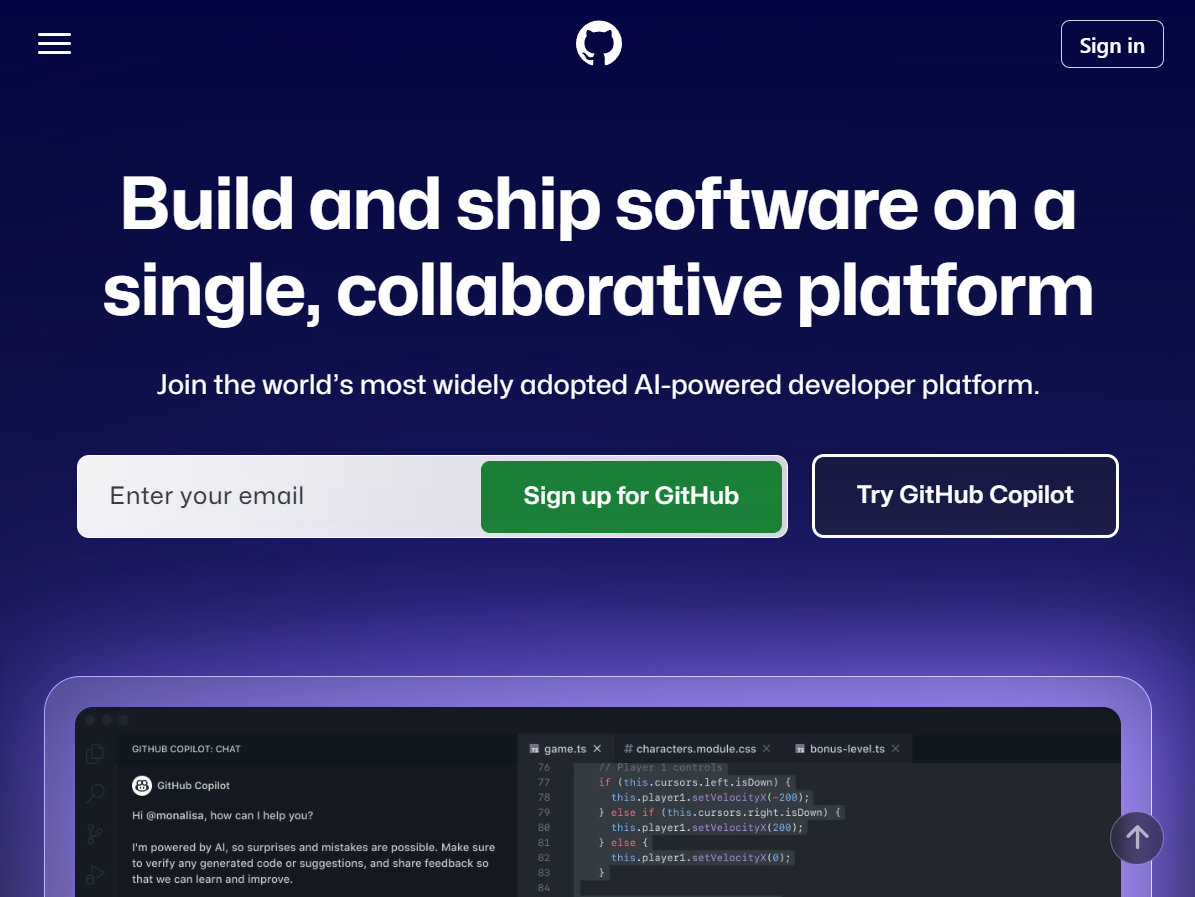 Sign in
Build and ship software on a
single, collaborative platform
Join the world’s most widely adopted AI-powered developer platform.
Enter your email
Sign up for GitHub
Try GitHub Copilot
GITHUB COPILOT: CHAT
GitHub Copilot
Hi @monalisa, how can I help you?
I'm powered by AI, so surprises and mistakes are possible. Make sure
to verify any generated code or suggestions, and share feedback so
that we can learn and improve.
TS game.ts × # characters.module.css × TS bonus-level.ts ×
76 // Player 1 controls
77 if (this.cursors.left.isDown) {
78 this.player1.setVelocityX(-200);
79 } else if (this.cursors.right.isDown) {
80 this.player1.setVelocityX(200);
81 } else {
82 this.player1.setVelocityX(0);
83 }
84